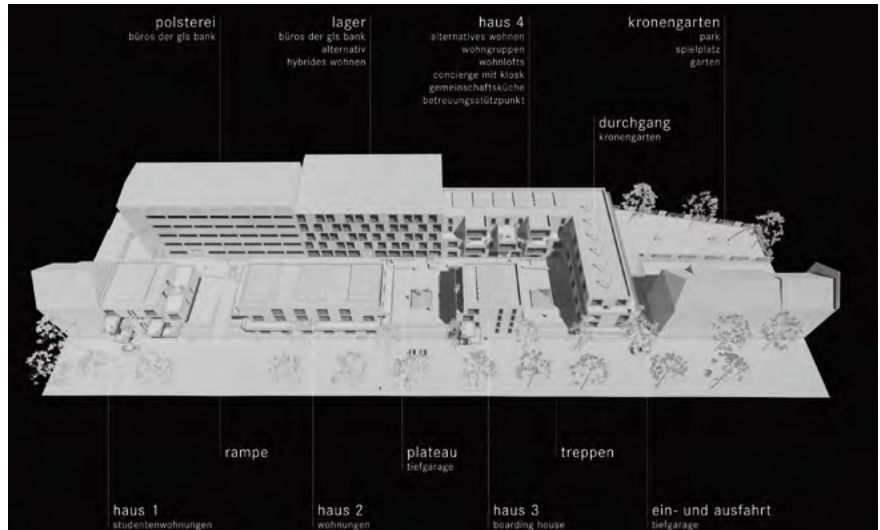 polsterei
büros der gls bank
lager
büros der gls bank
alternativ
hybrides wohnen
haus 4
alternatives wohnen
wohngruppen
wohnlofts
concierge mit kiosk
gemeinschaftsküche
betreuungsstützpunkt
kronengarten
park
spielplatz
garten
durchgang
kronengarten
rampe
plateau
tiefgarage
treppen
haus 1
studentenwohnungen
haus 2
wohnungen
haus 3
boarding house
ein- und ausfahrt
tiefgarage